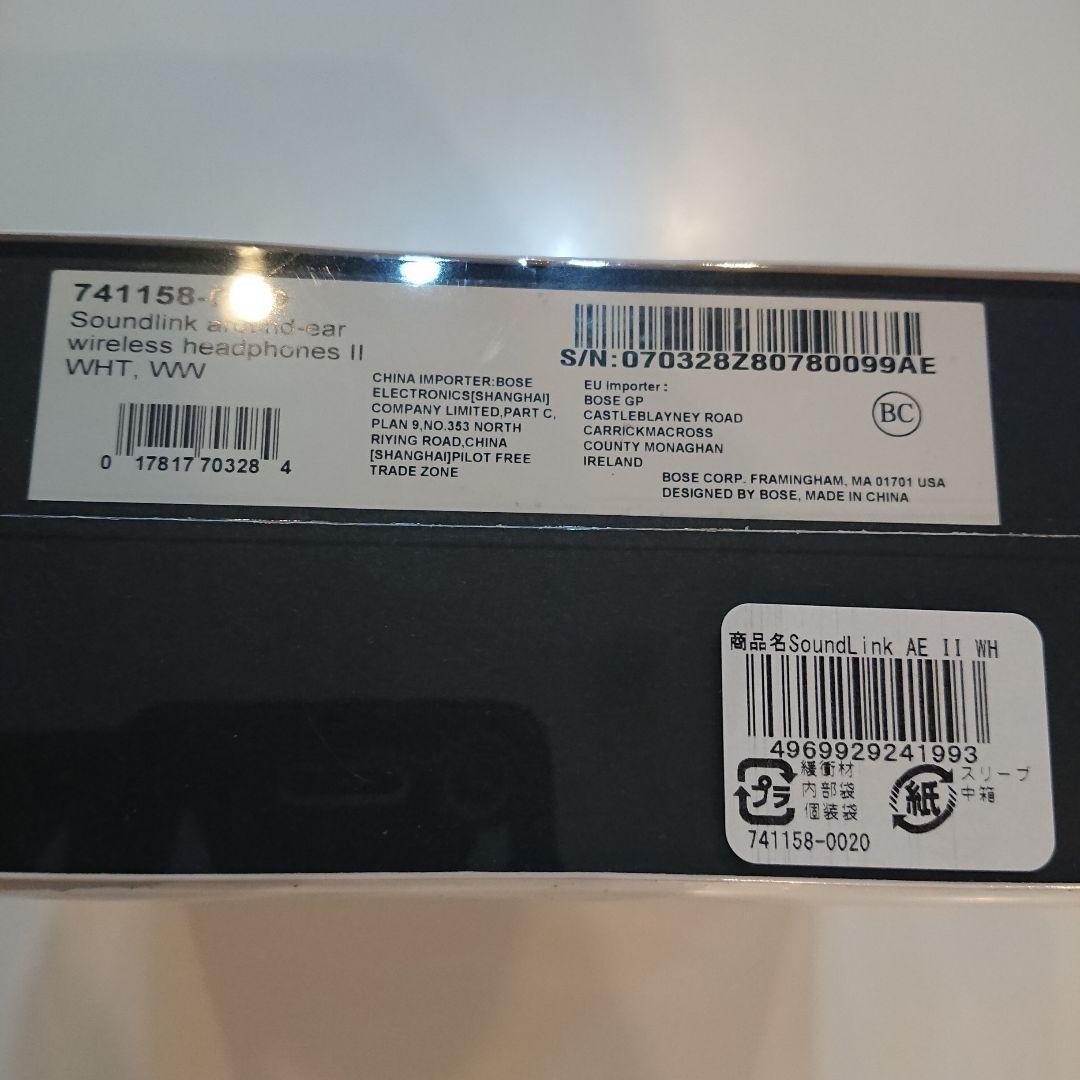 741158-
Soundlink around-ear
wireless headphones II
WHT, WW
0 17817 70328 4
CHINA IMPORTER:BOSE
ELECTRONICS[SHANGHAI]
COMPANY LIMITED,PART C,
PLAN 9,NO.353 NORTH
RIYING ROAD,CHINA
[SHANGHAI]PILOT FREE
TRADE ZONE
S/N:070328Z80780099AE
EU importer :
BOSE GP
CASTLEBLAYNEY ROAD
CARRICKMACROSS
COUNTY MONAGHAN
IRELAND
BC
BOSE CORP. FRAMINGHAM, MA 01701 USA
DESIGNED BY BOSE, MADE IN CHINA
商品名SoundLink AE II WH
4969929241993
プラ
緩衝材
内部袋
個装袋
紙
スリーブ
中箱
741158-0020